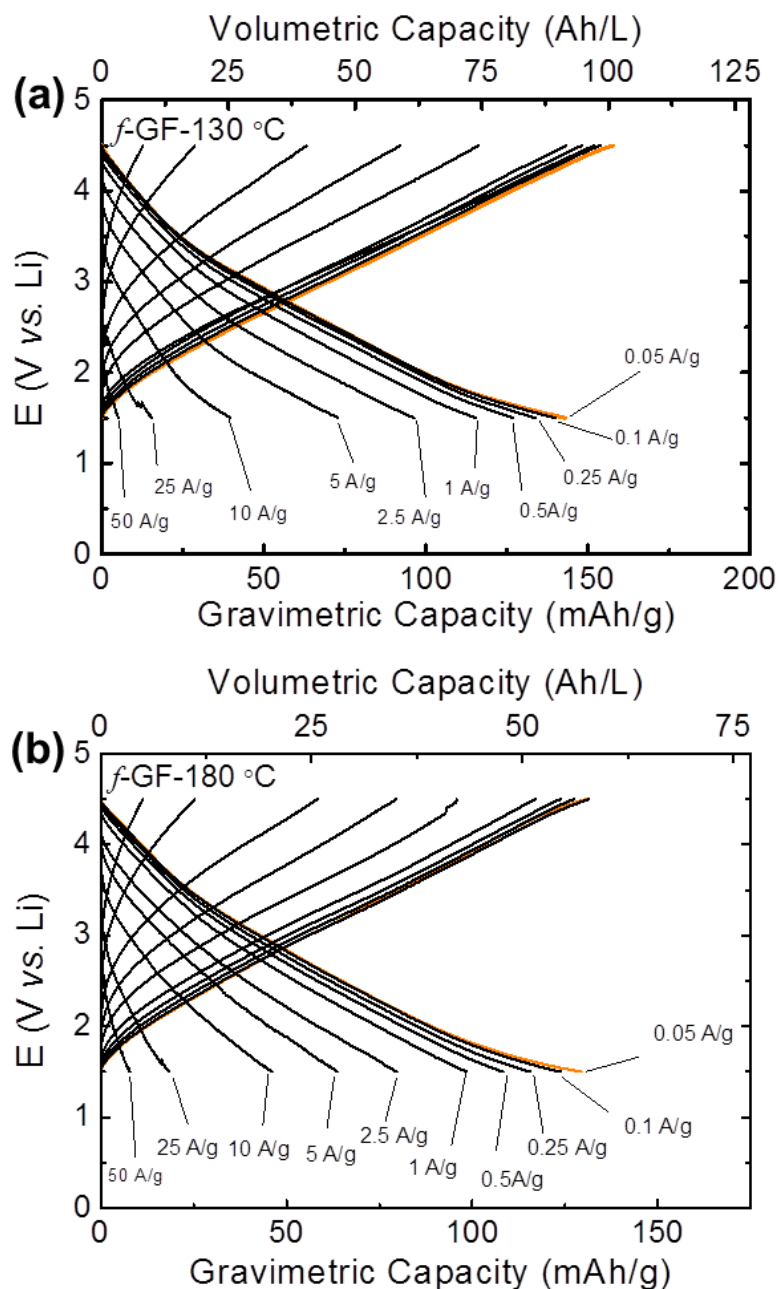 Volumetric Capacity (Ah/L)
0 25 50 75 100 125
(a)
5
f-GF-130 °C
4
3
E (V vs. Li)
2
0.05 A/g
0.1 A/g
0.25 A/g
0.5A/g
1 A/g
2.5 A/g
5 A/g
10 A/g
25 A/g
50 A/g
1
0
0 50 100 150 200
Gravimetric Capacity (mAh/g)
Volumetric Capacity (Ah/L)
0 25 50 75
(b)
5
f-GF-180 °C
4
3
E (V vs. Li)
2
0.05 A/g
0.1 A/g
0.25 A/g
0.5A/g
1 A/g
2.5 A/g
5 A/g
10 A/g
25 A/g
50 A/g
1
0
0 50 100 150
Gravimetric Capacity (mAh/g)